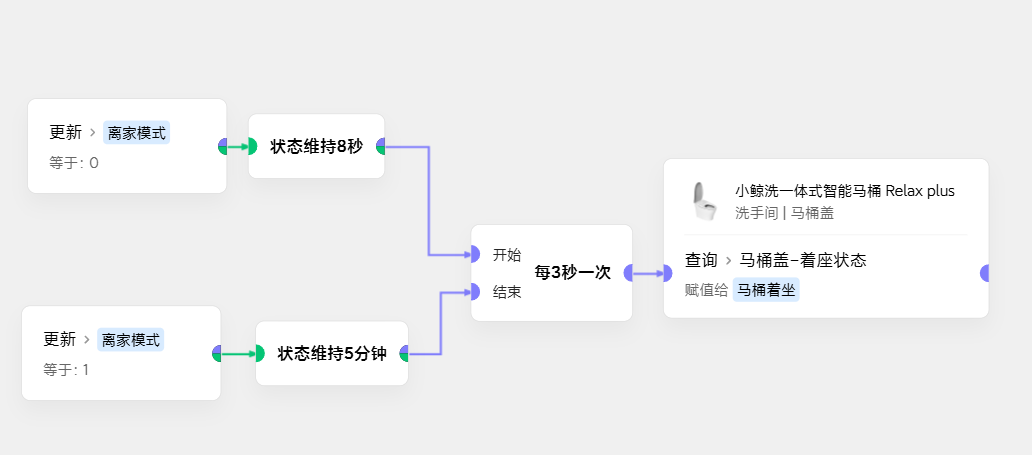 更新 › 离家模式
等于: 0
状态维持8秒
小鲸洗一体式智能马桶 Relax plus
洗手间 | 马桶盖
开始
每3秒一次
结束
查询 › 马桶盖-着座状态
赋值给 马桶着坐
更新 › 离家模式
等于: 1
状态维持5分钟